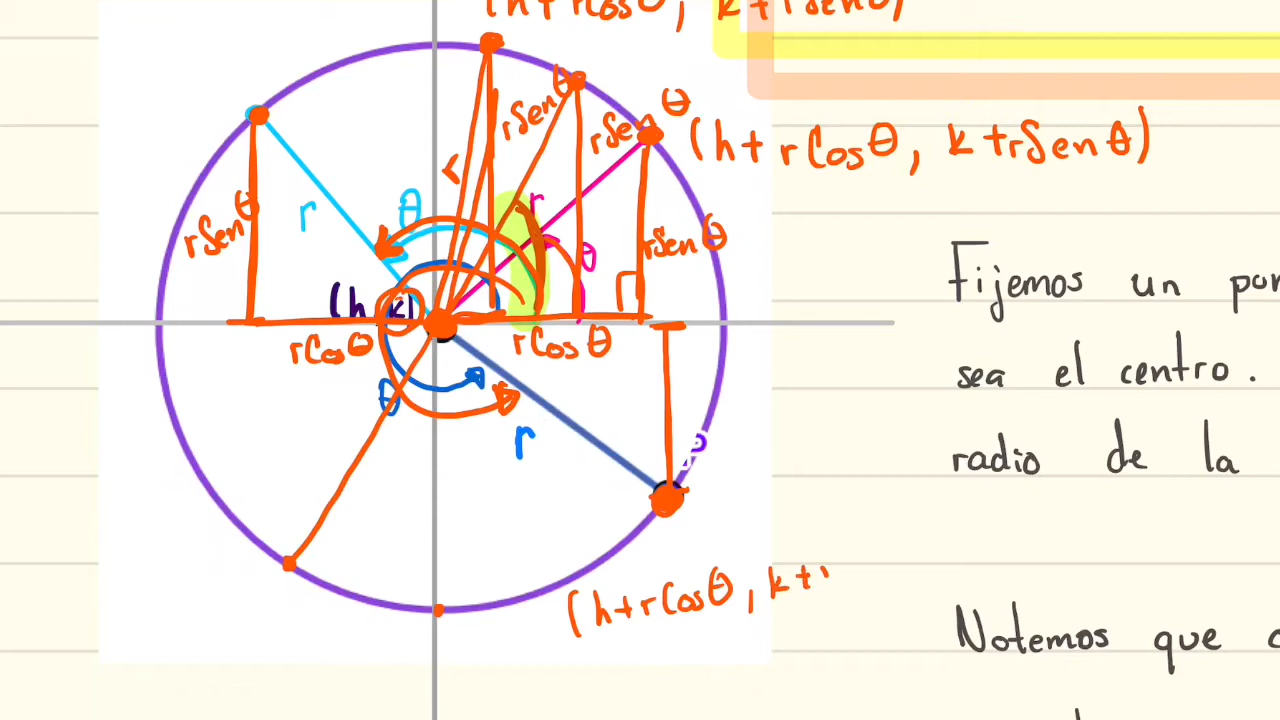 (h+rCosθ, k+rSenθ)
θ
rSenθ
rSenθ
(h+rCosθ, k+rSenθ)
r
r
r
θ
rSenθ
rSenθ
θ
(h, k)
rCosθ
rCosθ
θ
r
P
Fijemos un
sea el centro.
radio de la
(h+rCosθ, k+
Notemos que